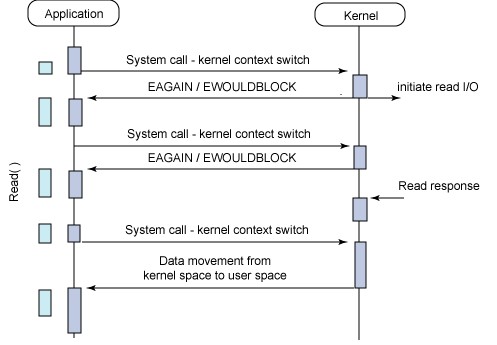 Application
Kernel
System call - kernel context switch
EAGAIN / EWOULDBLOCK
initiate read I/O
System call - kernel contect switch
EAGAIN / EWOULDBLOCK
Read( )
Read response
System call - kernel context switch
Data movement from
kernel space to user space